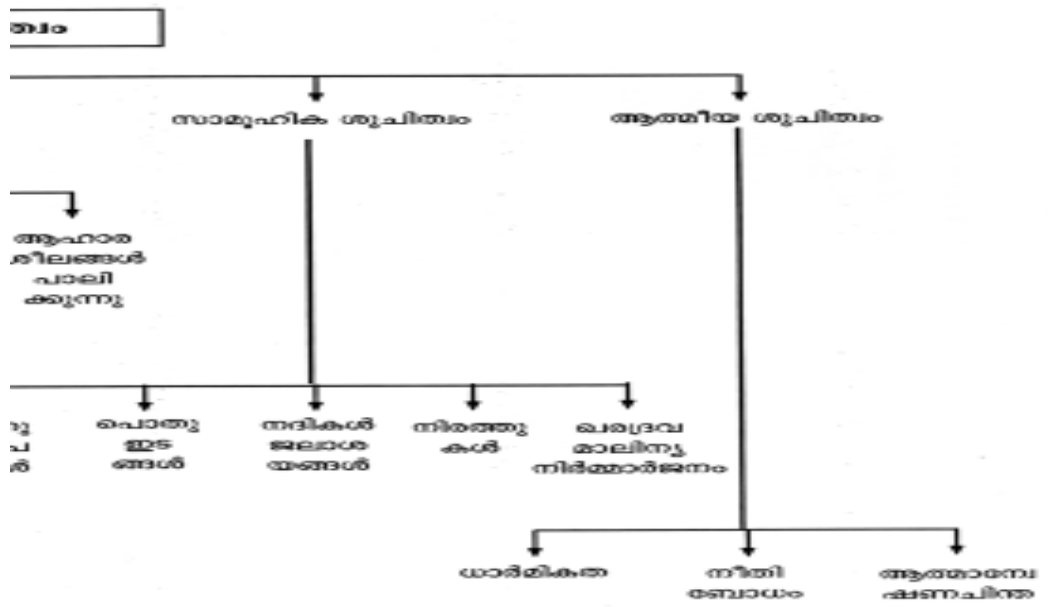 ത്വം
സാമൂഹിക ശുചിത്വം
ആത്മീയ ശുചിത്വം
ആഹാര
ശീലങ്ങൾ
പാലി
ക്കുന്നു
പൊതു
ഇട
ങ്ങൾ
നദികൾ
ജലാശ
യങ്ങൾ
നിരത്തു
കൾ
ഖരദ്രവ
മാലിന്യ
നിർമ്മാർജനം
ധാർമികത
നീതി
ബോധം
ആത്മാന്വേ
ഷണചിന്ത